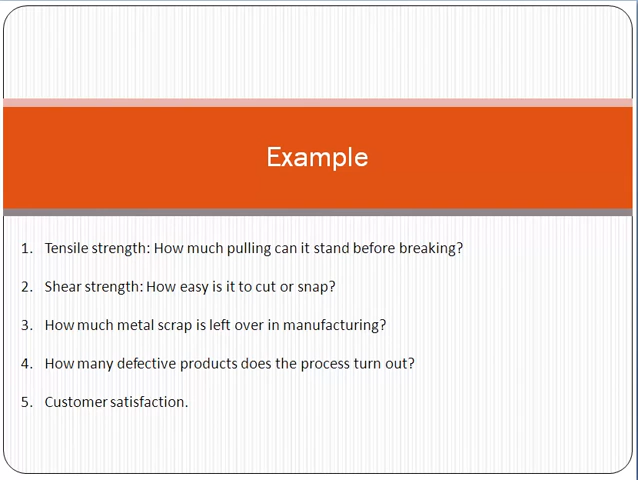 Example
1. Tensile strength: How much pulling can it stand before breaking?
2. Shear strength: How easy is it to cut or snap?
3. How much metal scrap is left over in manufacturing?
4. How many defective products does the process turn out?
5. Customer satisfaction.